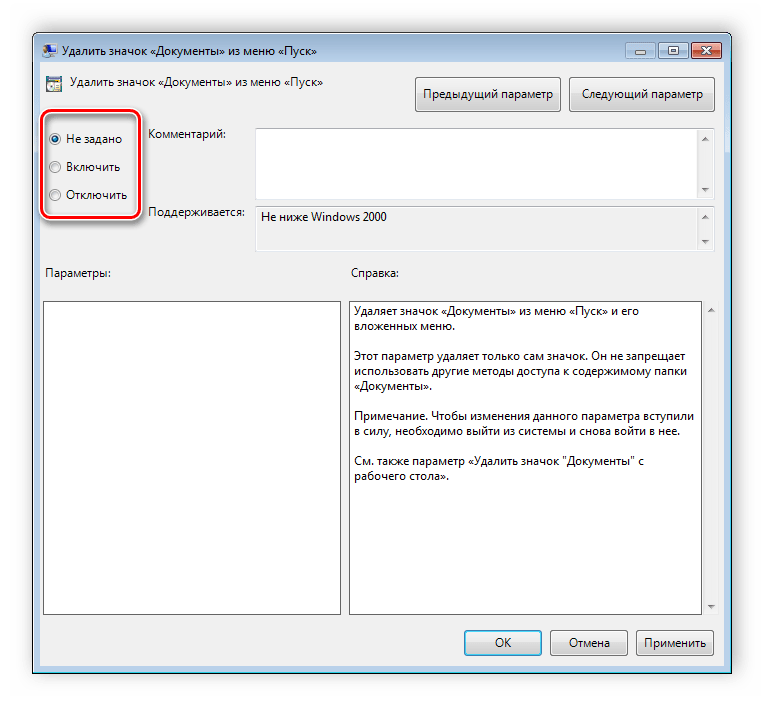 Удалить значок «Документы» из меню «Пуск»
Удалить значок «Документы» из меню «Пуск»
Предыдущий параметр
Следующий параметр
Не задано
Включить
Отключить
Комментарий:
Поддерживается:
Не ниже Windows 2000
Параметры:
Справка:
Удаляет значок «Документы» из меню «Пуск» и его
вложенных меню.
Этот параметр удаляет только сам значок. Он не запрещает
использовать другие методы доступа к содержимому папки
«Документы».
Примечание. Чтобы изменения данного параметра вступили
в силу, необходимо выйти из системы и снова войти в нее.
См. также параметр «Удалить значок "Документы" с
рабочего стола».
ОК
Отмена
Применить